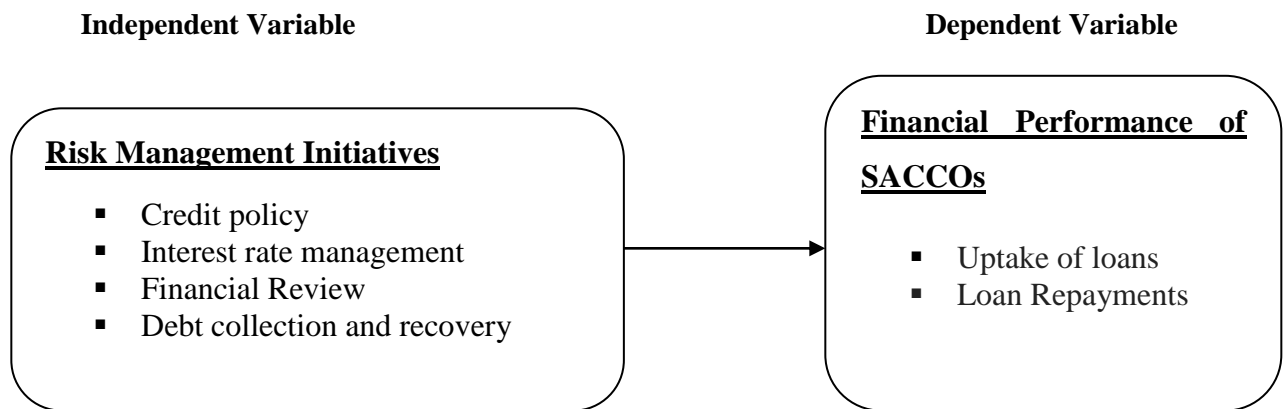 Independent Variable
Dependent Variable
Risk Management Initiatives
▪ Credit policy
▪ Interest rate management
▪ Financial Review
▪ Debt collection and recovery
Financial Performance of
SACCOs
▪ Uptake of loans
▪ Loan Repayments